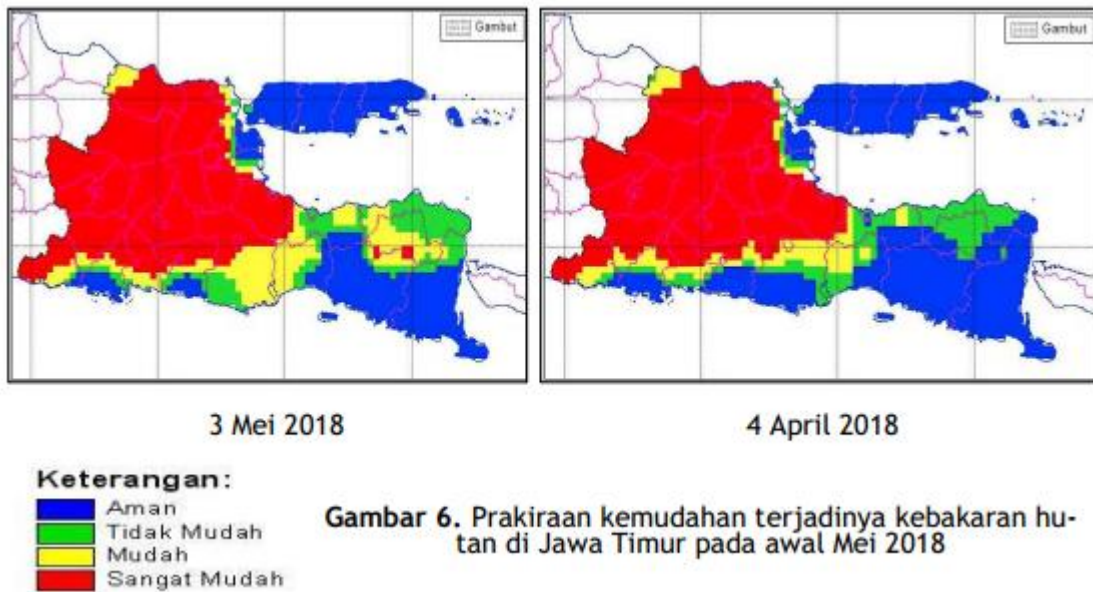 Gambut
Gambut
3 Mei 2018
4 April 2018
Keterangan:
Aman
Tidak Mudah
Mudah
Sangat Mudah
Gambar 6. Prakiraan kemudahan terjadinya kebakaran hu-
tan di Jawa Timur pada awal Mei 2018